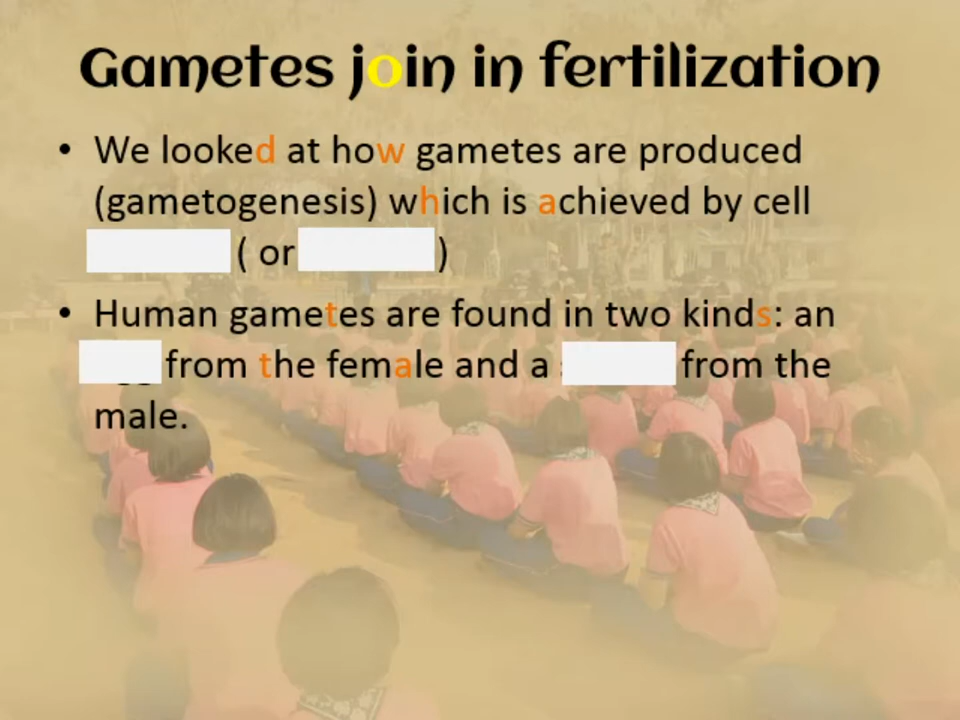 Gametes join in fertilization
• We looked at how gametes are produced
(gametogenesis) which is achieved by cell
( or )
• Human gametes are found in two kinds: an
from the female and a from the
male.